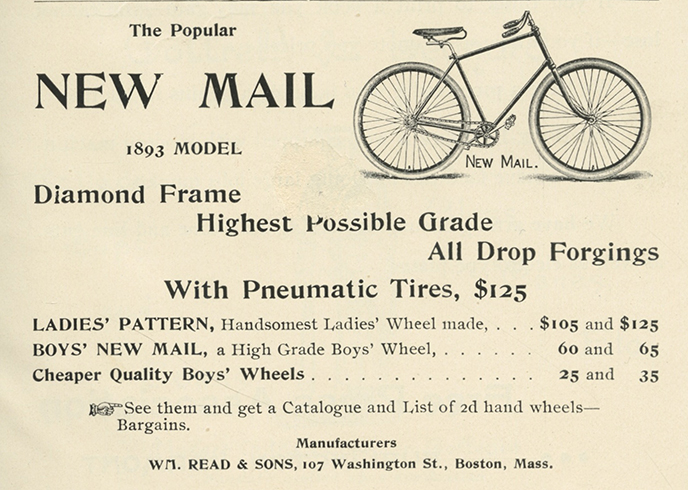 The Popular
NEW MAIL
1893 MODEL
NEW MAIL.
Diamond Frame
Highest Possible Grade
All Drop Forgings
With Pneumatic Tires, $125
LADIES' PATTERN, Handsomest Ladies' Wheel made, . . . $105 and $125
BOYS' NEW MAIL, a High Grade Boys' Wheel, . . . . . . 60 and 65
Cheaper Quality Boys' Wheels . . . . . . . . . . . . . 25 and 35
☞See them and get a Catalogue and List of 2d hand wheels—
Bargains.
Manufacturers
WM. READ & SONS, 107 Washington St., Boston, Mass.